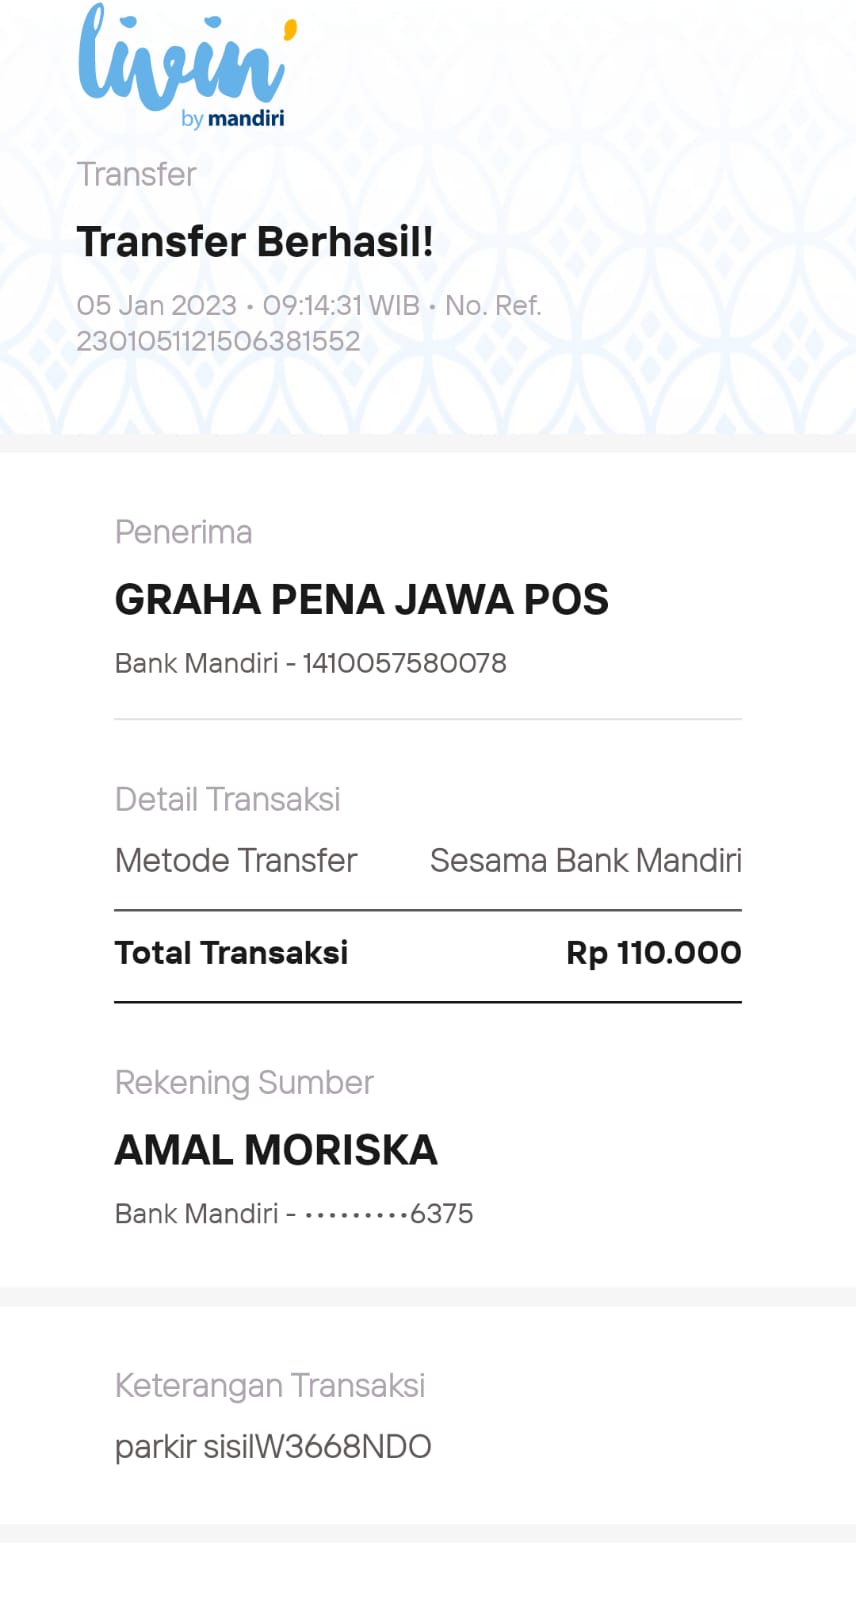 livin'
by mandiri
Transfer
Transfer Berhasil!
05 Jan 2023 • 09:14:31 WIB • No. Ref.
2301051121506381552
Penerima
GRAHA PENA JAWA POS
Bank Mandiri - 1410057580078
Detail Transaksi
Metode Transfer Sesama Bank Mandiri
Total Transaksi Rp 110.000
Rekening Sumber
AMAL MORISKA
Bank Mandiri - •••••••••6375
Keterangan Transaksi
parkir sisilW3668NDO